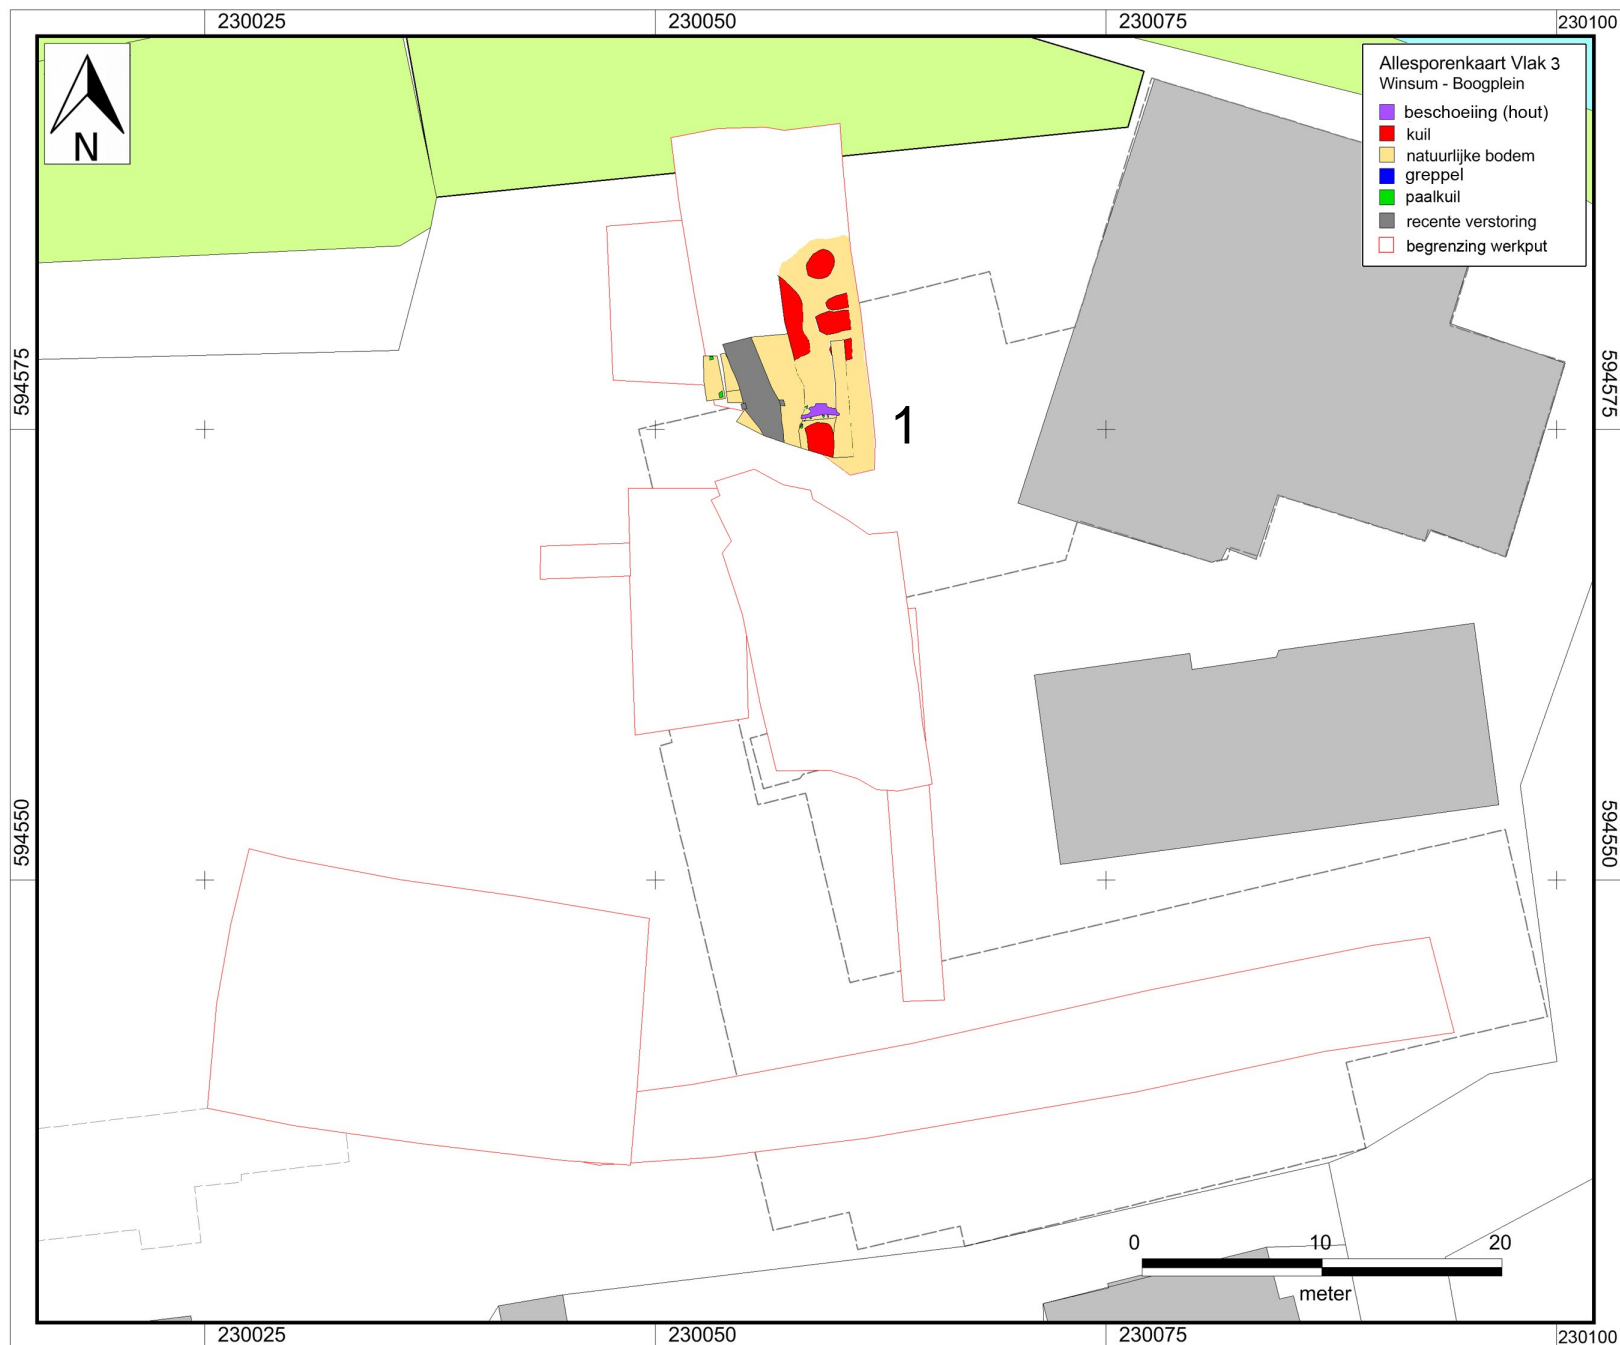 230025
230050
230075
230100
Allesporenkaart Vlak 3
Winsum - Boogplein
beschoeiing (hout)
kuil
natuurlijke bodem
greppel
paalkuil
recente verstoring
begrenzing werkput
N
594575
594575
1
594550
594550
0
10
20
meter
230025
230050
230075
230100